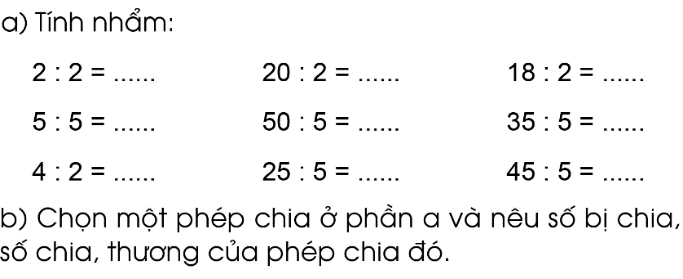 a) Tính nhẩm:
2 : 2 = ...... 20 : 2 = ...... 18 : 2 = ......
5 : 5 = ...... 50 : 5 = ...... 35 : 5 = ......
4 : 2 = ...... 25 : 5 = ...... 45 : 5 = ......
b) Chọn một phép chia ở phần a và nêu số bị chia,
số chia, thương của phép chia đó.